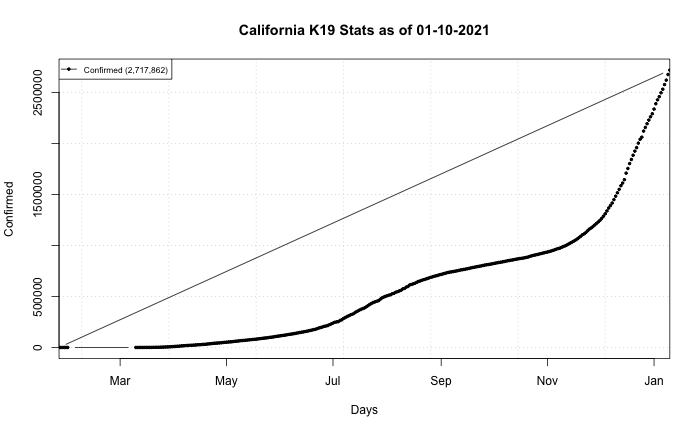 California K19 Stats as of 01-10-2021
Confirmed (2,717,862)
2500000
1500000
500000
0
Confirmed
Mar May Jul Sep Nov Jan
Days